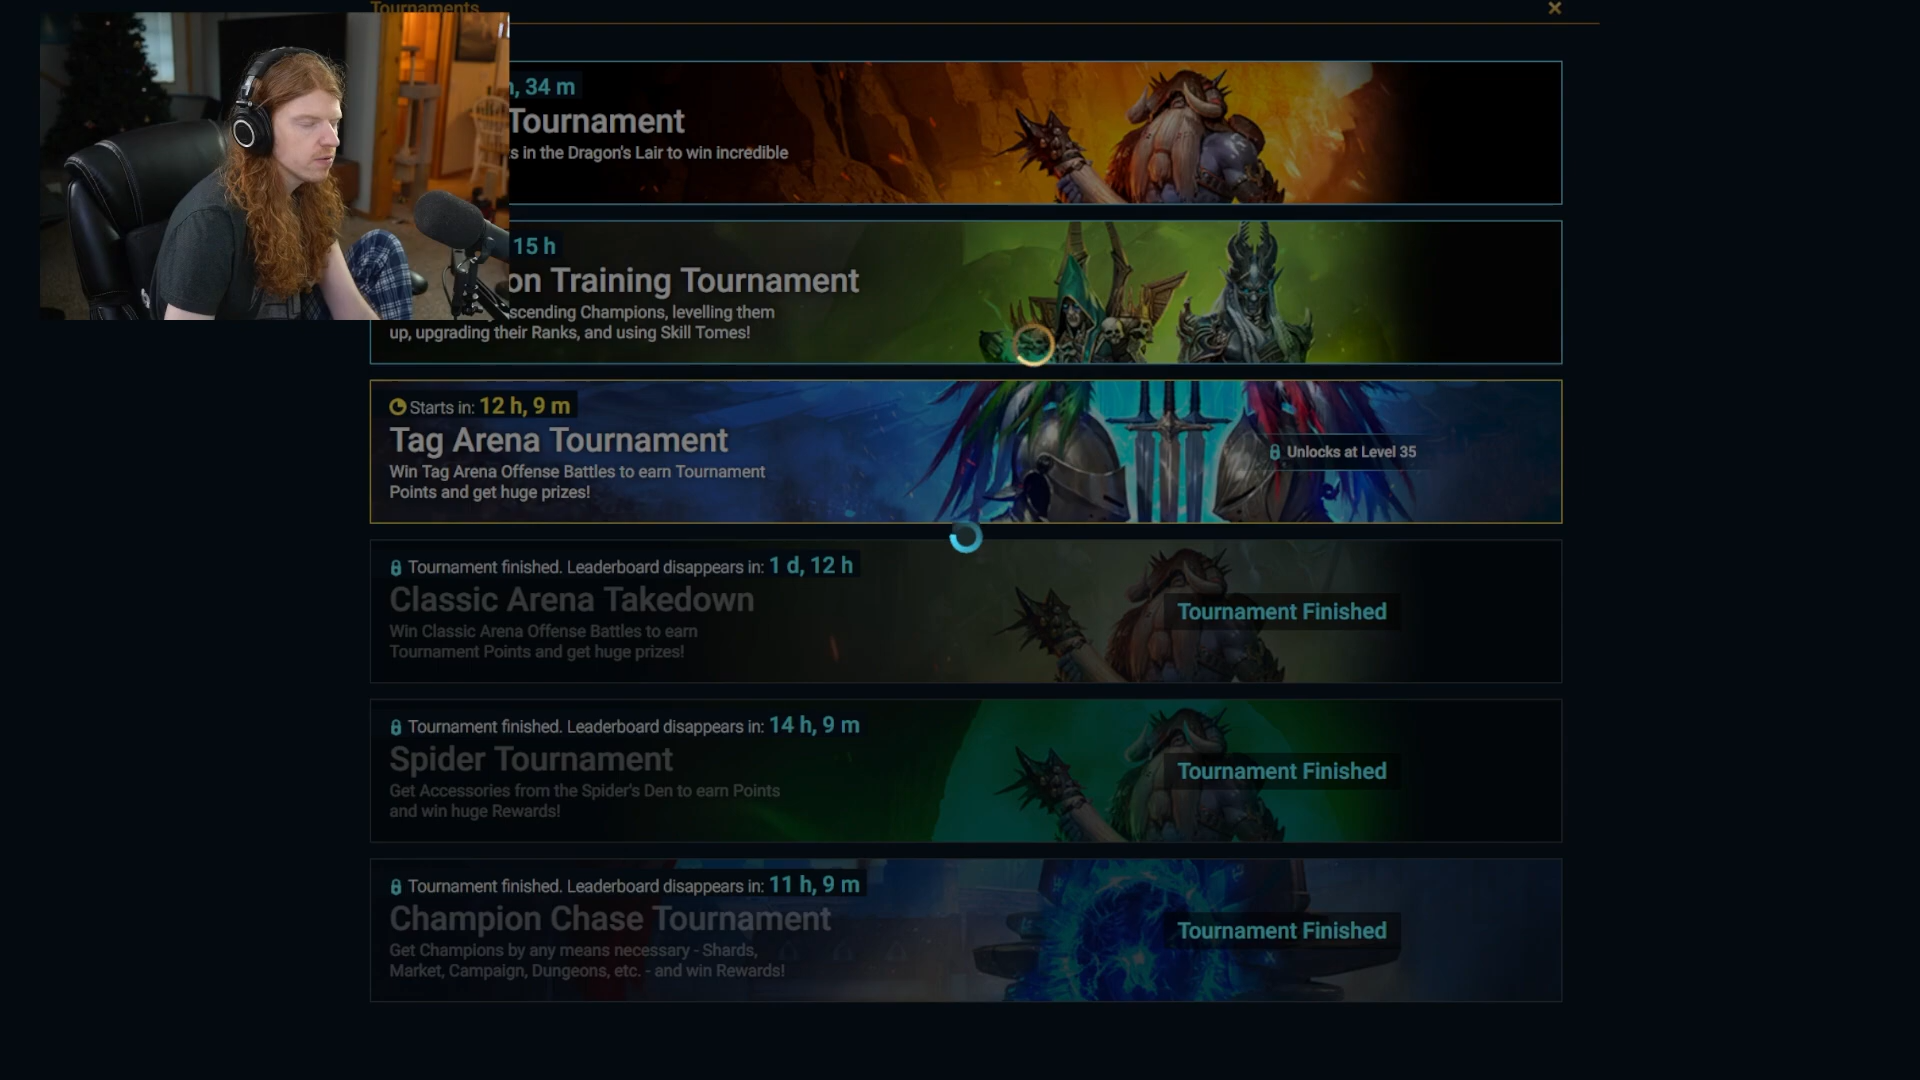 Tournaments
34 m
Tournament
in the Dragon's Lair to win incredible
15 h
Training Tournament
up, upgrading their Ranks, and using Skill Tomes!
Champions, levelling them
Starts in: 12 h, 9 m
Tag Arena Tournament
Win Tag Arena Offense Battles to earn Tournament
Points and get huge prizes!
Unlocks at Level 35
Tournament finished. Leaderboard disappears in: 1 d, 12 h
Classic Arena Takedown
Win Classic Arena Offense Battles to earn
Tournament Points and get huge prizes!
Tournament Finished
Tournament finished. Leaderboard disappears in: 14 h, 9 m
Spider Tournament
Get Accessories from the Spider's Den to earn Points
and win huge Rewards!
Tournament Finished
Tournament finished. Leaderboard disappears in: 11 h, 9 m
Champion Chase Tournament
Get Champions by any means necessary - Shards,
Market, Campaign, Dungeons, etc. - and win Rewards!
Tournament Finished